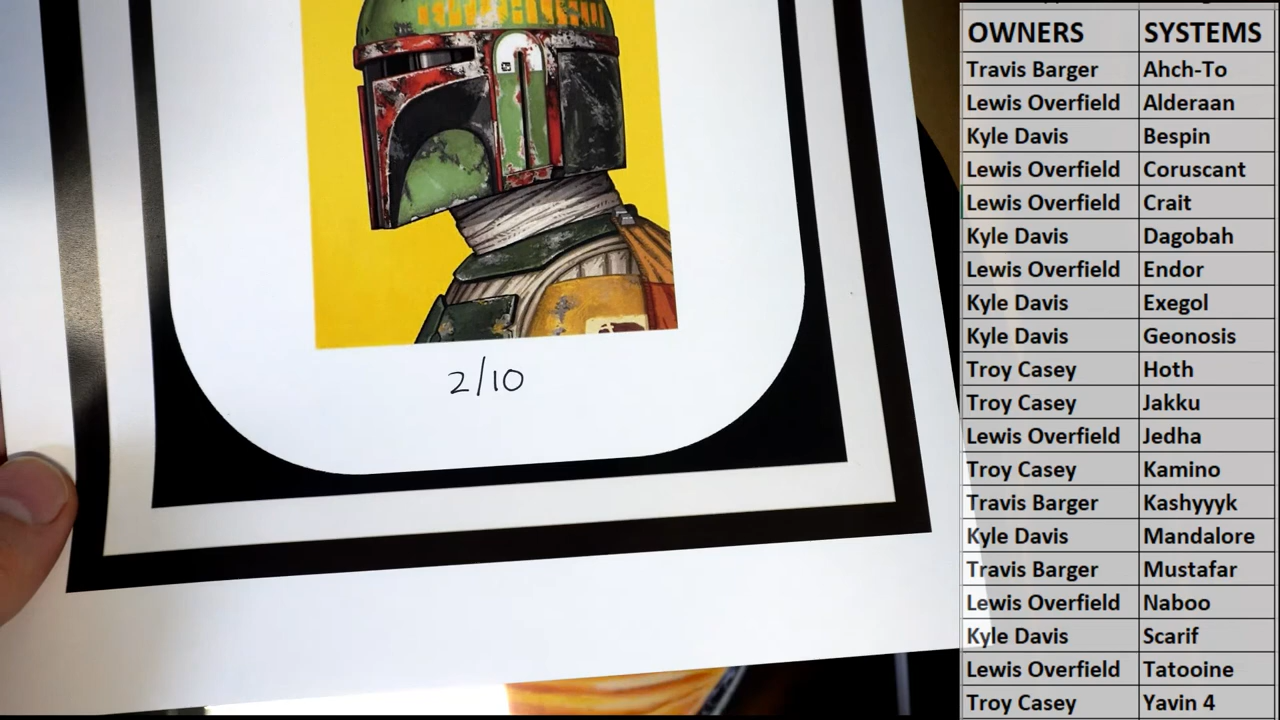 2/10
OWNERS SYSTEMS
Travis Barger Ahch-To
Lewis Overfield Alderaan
Kyle Davis Bespin
Lewis Overfield Coruscant
Lewis Overfield Crait
Kyle Davis Dagobah
Lewis Overfield Endor
Kyle Davis Exegol
Kyle Davis Geonosis
Troy Casey Hoth
Troy Casey Jakku
Lewis Overfield Jedha
Troy Casey Kamino
Travis Barger Kashyyyk
Kyle Davis Mandalore
Travis Barger Mustafar
Lewis Overfield Naboo
Kyle Davis Scarif
Lewis Overfield Tatooine
Troy Casey Yavin 4